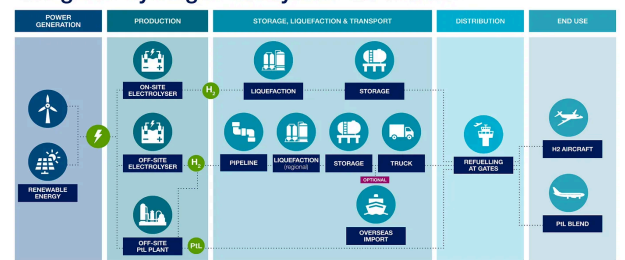 POWER
GENERATION
PRODUCTION
STORAGE, LIQUEFACTION & TRANSPORT
DISTRIBUTION
END USE
ON-SITE
ELECTROLYSER
H2
LIQUEFACTION
STORAGE
OFF-SITE
ELECTROLYSER
H2
PIPELINE
LIQUEFACTION
(regional)
STORAGE
TRUCK
REFUELLING
AT GATES
H2 AIRCRAFT
RENEWABLE
ENERGY
OPTIONAL
OVERSEAS
IMPORT
OFF-SITE
PtL PLANT
PtL
PtL BLEND